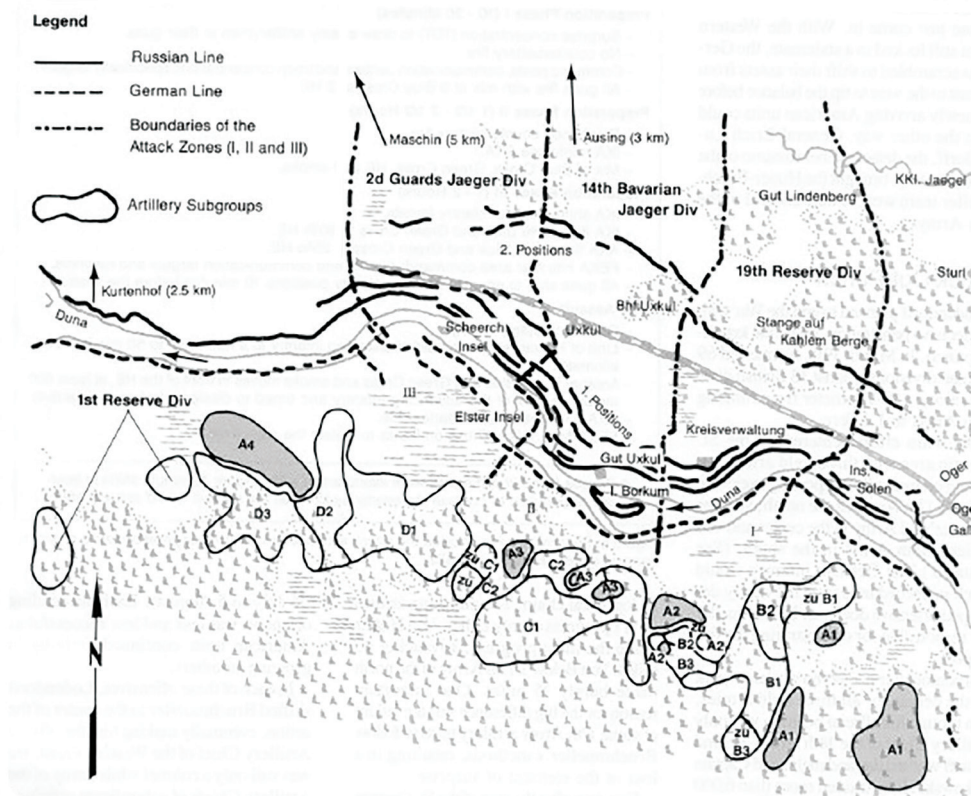 Legend
Russian Line
German Line
Boundaries of the
Attack Zones (I, II and III)
Artillery Subgroups
Maschin (5 km)
Ausing (3 km)
2d Guards Jaeger Div
14th Bavarian
Jaeger Div
KKl. Jaegel
Gut Lindenberg
2. Positions
19th Reserve Div
Kurtenhof (2.5 km)
Bhf.Uxkul
Duna
Scheerch
Insel
Uxkul
Stange auf
Kahlem Berge
III
1st Reserve Div
Elster Insel
1. Positions
Kreisverwaltung
Gut Uxkul
A4
Ins.
Solen
Oger
I. Borkum
Duna
D3
D2
D1
II
I
zu
C1
A3
C2
A3
zu
C2
A3
zu B1
B2
A2
C1
zu
B2
A2
A1
A2
B3
B1
N
zu
B3
A1
A1